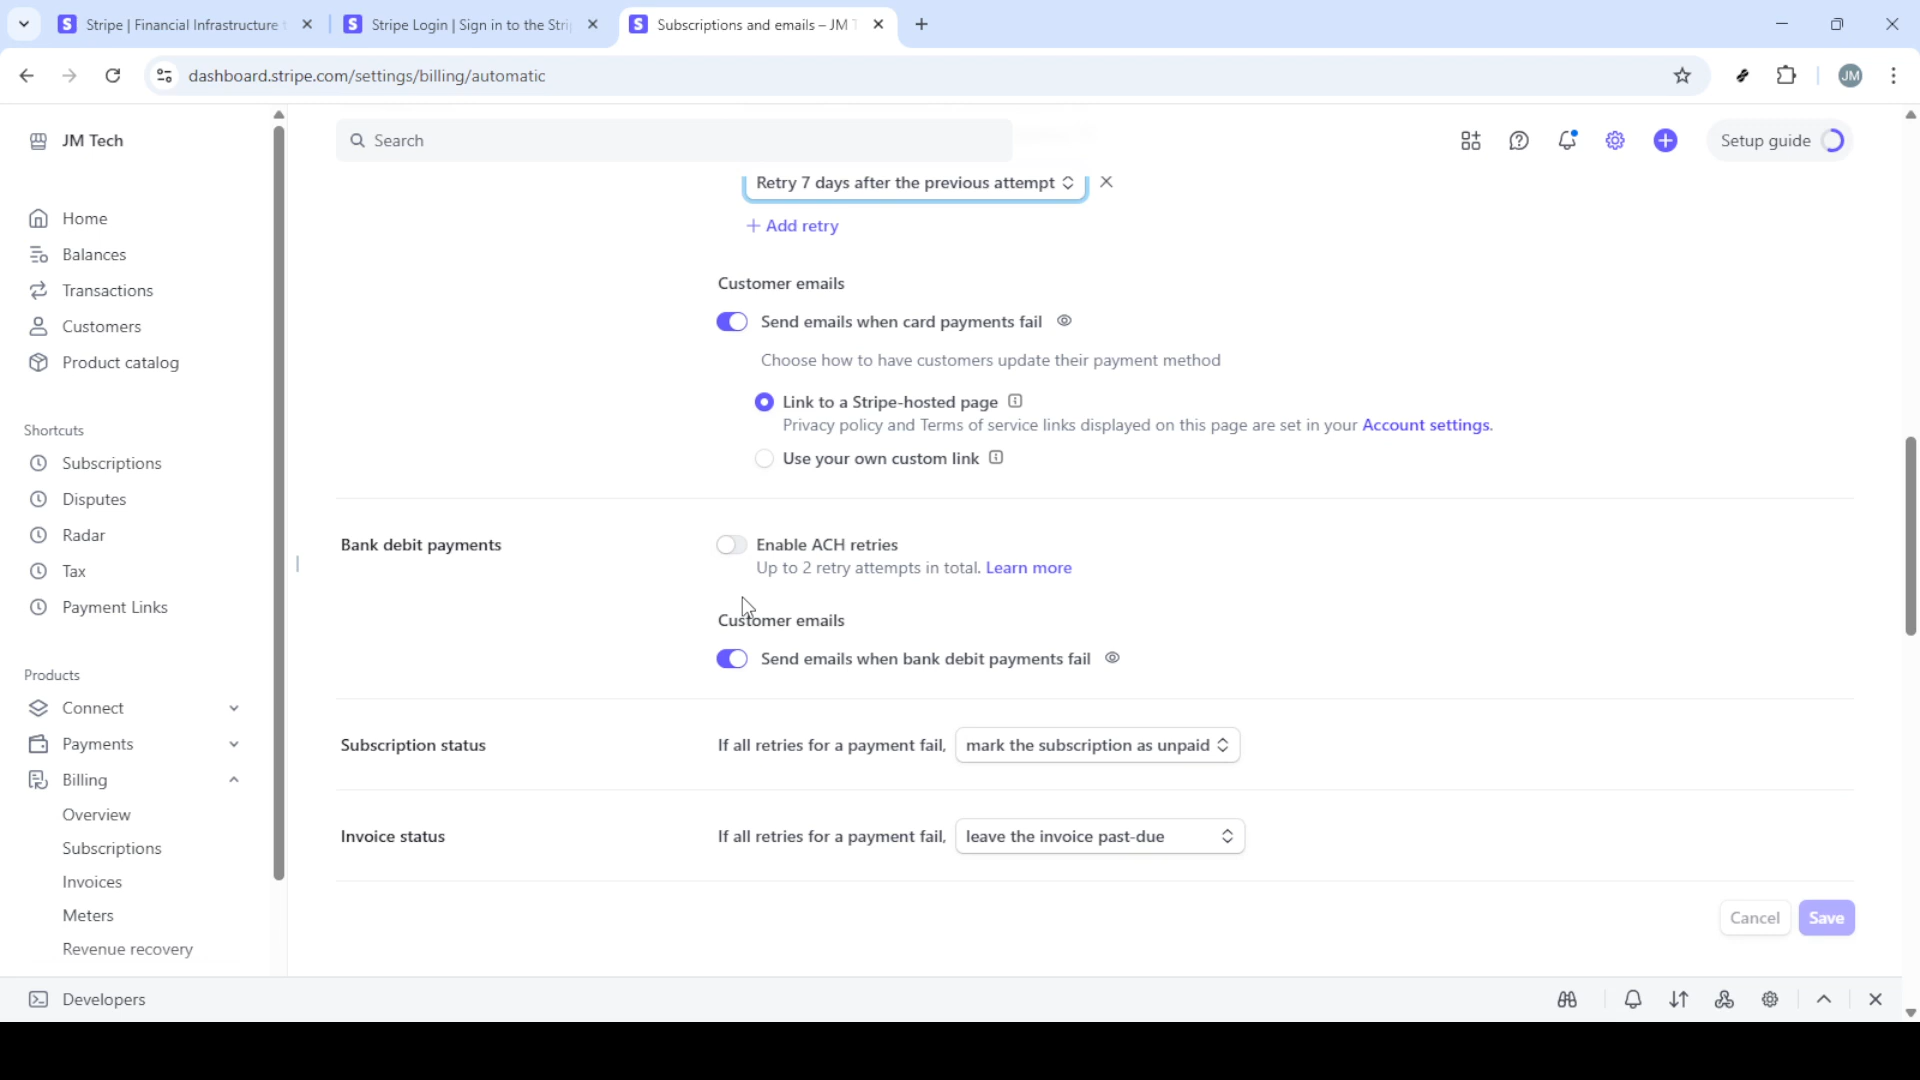 Stripe | Financial Infrastructure
Stripe Login | Sign in to the Stri
Subscriptions and emails – JM T
dashboard.stripe.com/settings/billing/automatic
JM
JM Tech
Search
Setup guide
Home
Balances
Transactions
Customers
Product catalog
Shortcuts
Subscriptions
Disputes
Radar
Tax
Payment Links
Products
Connect
Payments
Billing
Overview
Subscriptions
Invoices
Meters
Revenue recovery
Retry 7 days after the previous attempt
+ Add retry
Customer emails
Send emails when card payments fail
Choose how to have customers update their payment method
Link to a Stripe-hosted page
Privacy policy and Terms of service links displayed on this page are set in your Account settings.
Use your own custom link
Bank debit payments
Enable ACH retries
Up to 2 retry attempts in total. Learn more
Customer emails
Send emails when bank debit payments fail
Subscription status
If all retries for a payment fail, mark the subscription as unpaid
Invoice status
If all retries for a payment fail, leave the invoice past-due
Cancel
Save
Developers